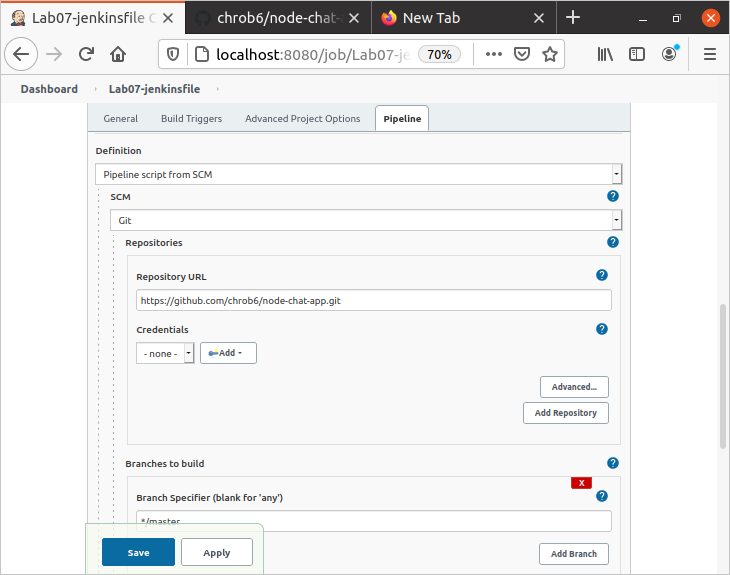 Lab07-jenkinsfile C
chrob6/node-chat-
New Tab
localhost:8080/job/Lab07-je
70%
Dashboard
Lab07-jenkinsfile
General Build Triggers Advanced Project Options Pipeline
Definition
Pipeline script from SCM
SCM
Git
Repositories
Repository URL
https://github.com/chrob6/node-chat-app.git
Credentials
- none - Add
Advanced...
Add Repository
Branches to build
X
Branch Specifier (blank for 'any')
*/master
Save Apply Add Branch